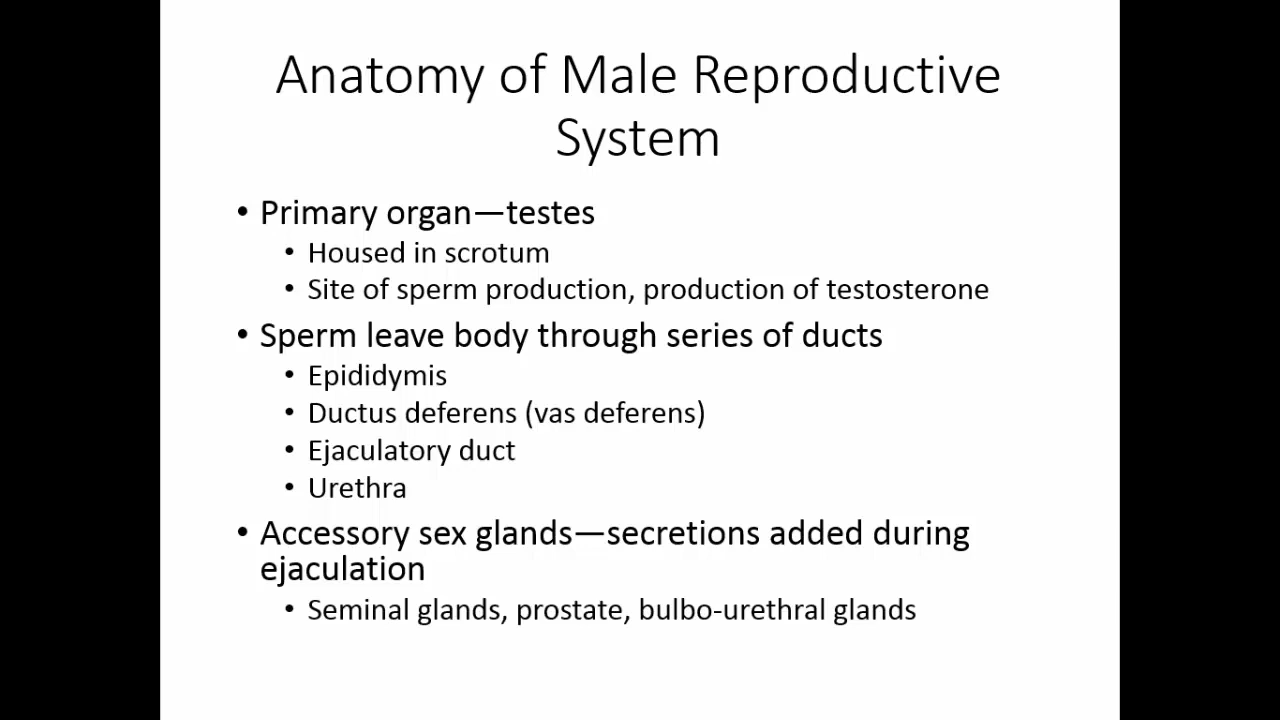 Anatomy of Male Reproductive
System
• Primary organ—testes
• Housed in scrotum
• Site of sperm production, production of testosterone
• Sperm leave body through series of ducts
• Epididymis
• Ductus deferens (vas deferens)
• Ejaculatory duct
• Urethra
• Accessory sex glands—secretions added during
ejaculation
• Seminal glands, prostate, bulbo-urethral glands